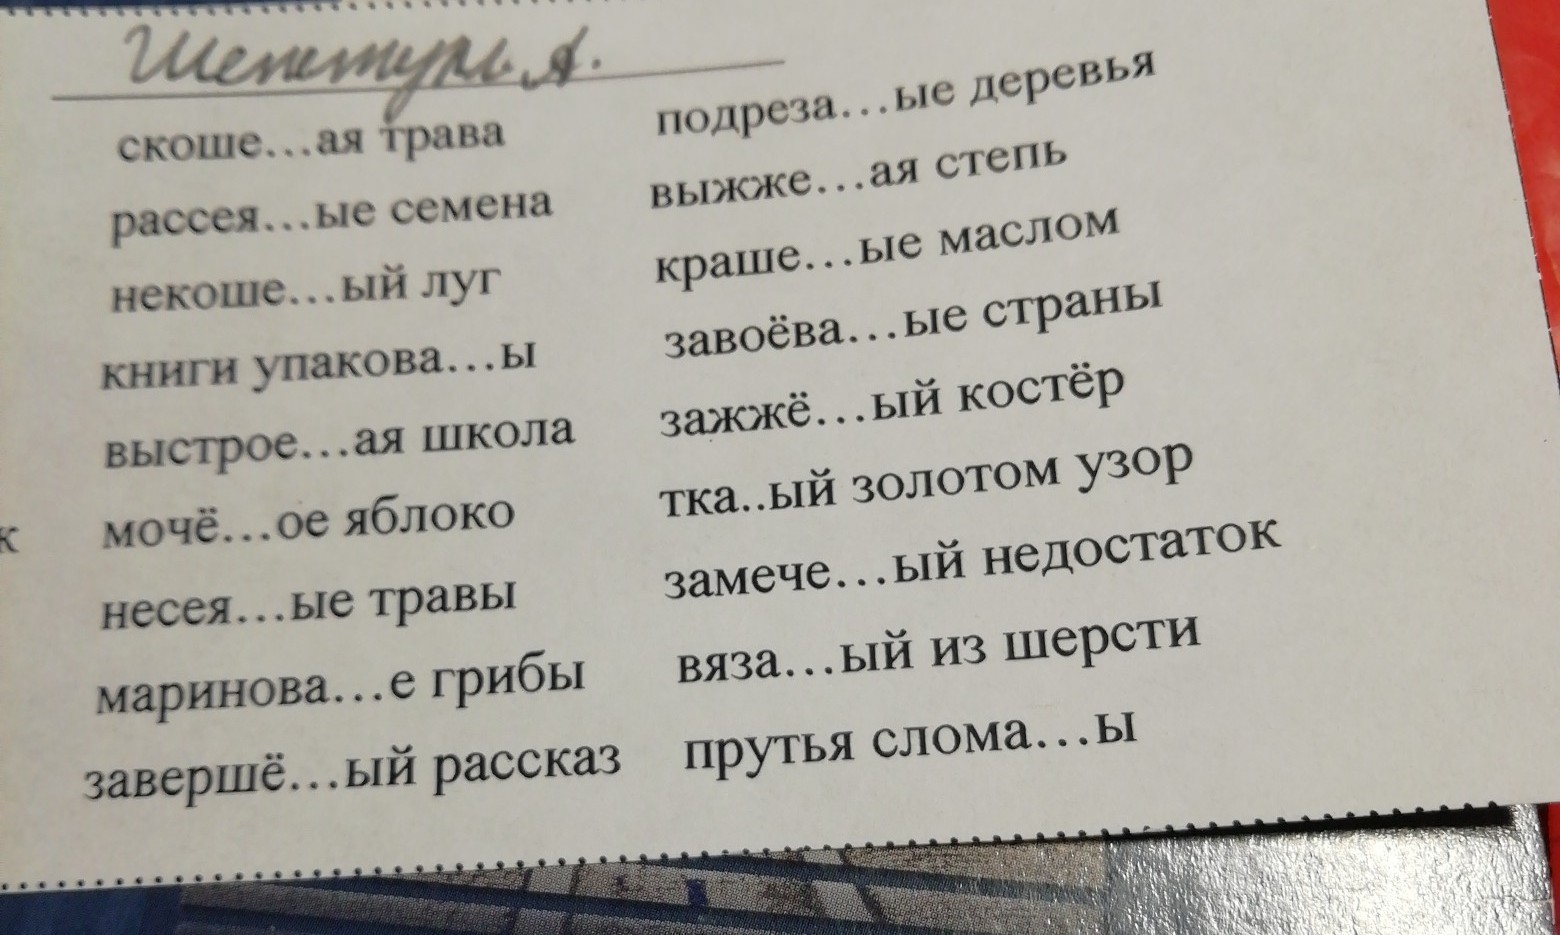 Шепетуль А.
скоше...ая трава
рассея...ые семена
некоше...ый луг
книги упакова...ы
выстрое...ая школа
мочё...ое яблоко
несея...ые травы
маринова...е грибы
завершё...ый рассказ
подреза...ые деревья
выжже...ая степь
краше...ые маслом
завоёва...ые страны
зажжё...ый костёр
тка..ый золотом узор
замече...ый недостаток
вяза...ый из шерсти
прутья слома...ы
к